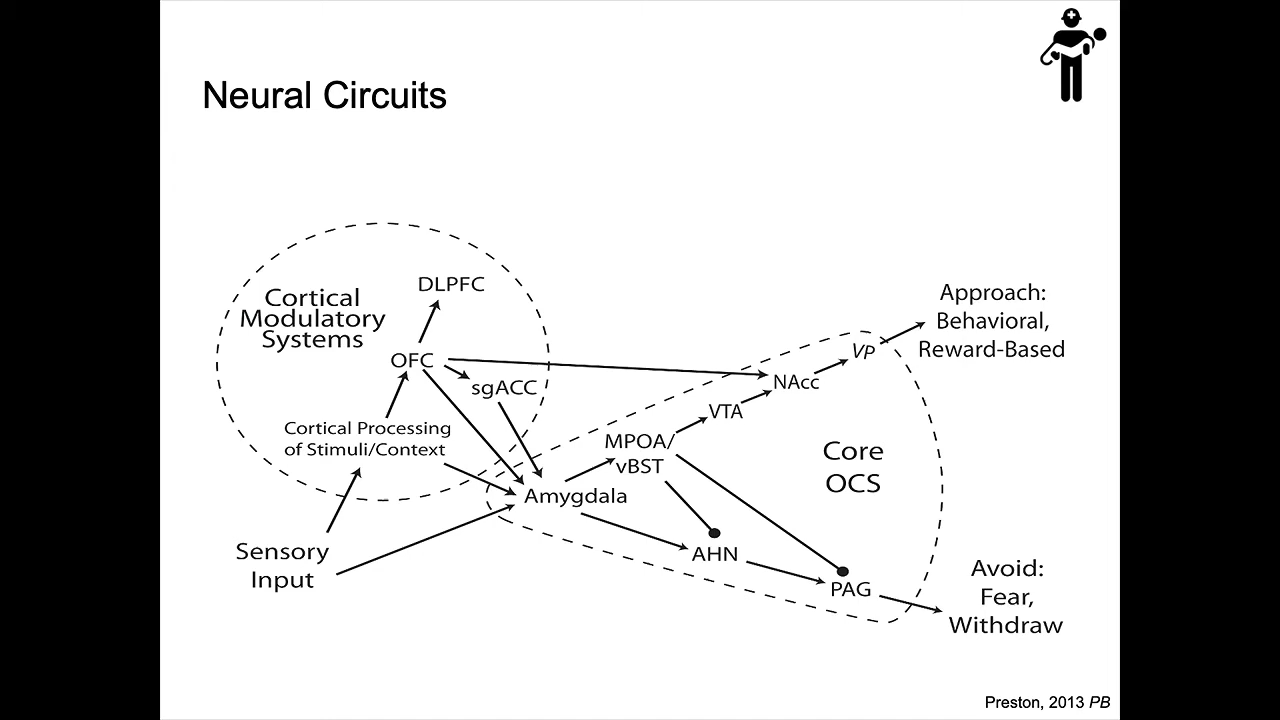 Neural Circuits
DLPFC
Cortical
Modulatory
Systems
OFC
sgACC
Cortical Processing
of Stimuli/Context
Sensory
Input
Amygdala
MPOA/
vBST
VTA
NAcc
VP
AHN
PAG
Core
OCS
Approach:
Behavioral,
Reward-Based
Avoid:
Fear,
Withdraw
Preston, 2013 PB